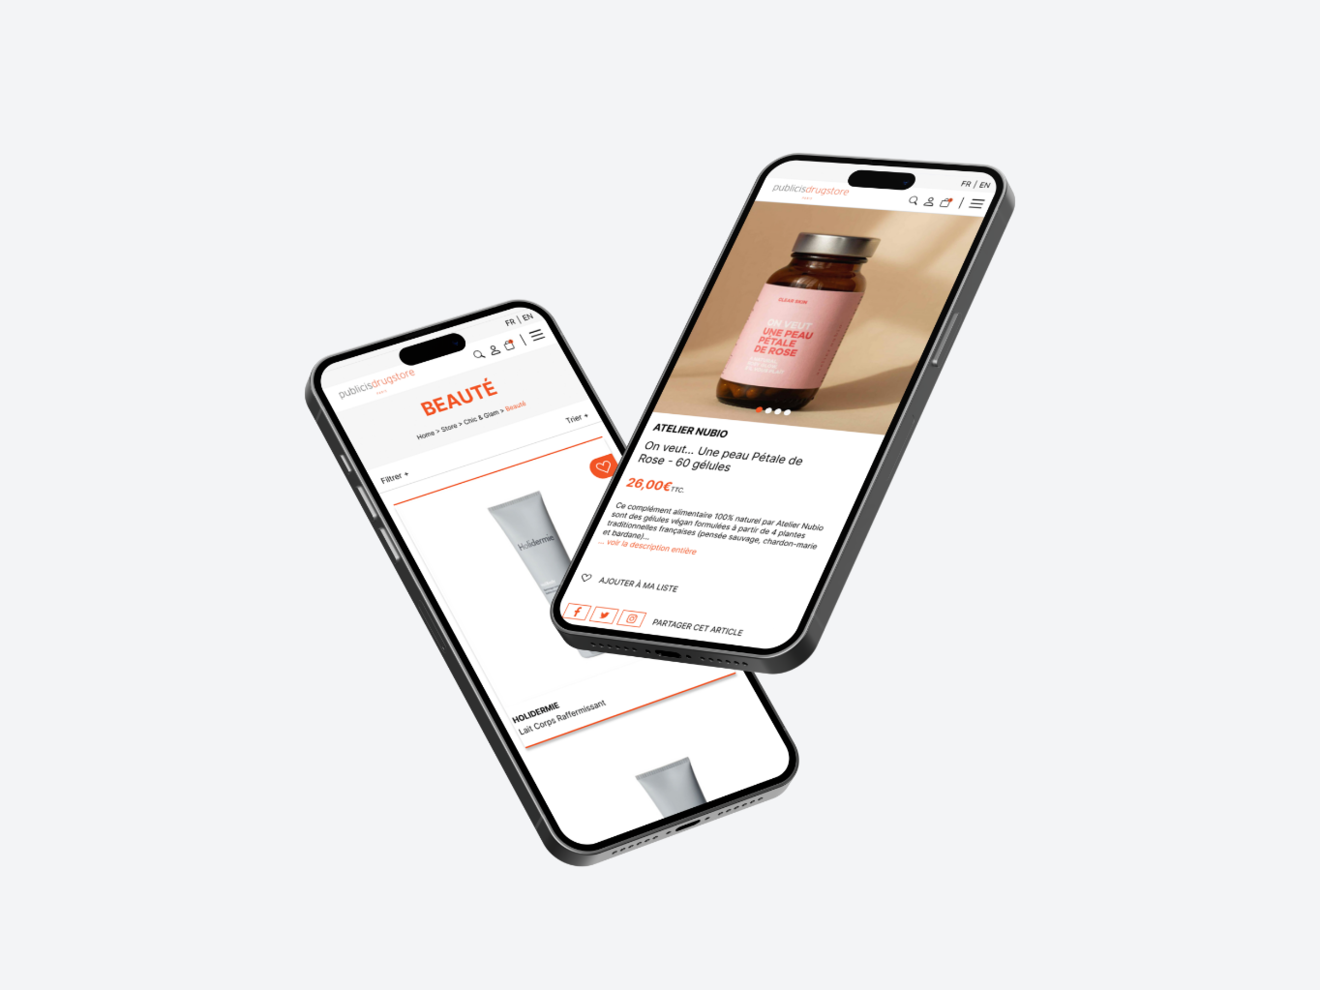 FR | EN
publicisdrugstore
BEAUTÉ
Home > Store > Chic & Glam > Beauté
Filtrer +
Trier +
Holidermie
HOLIDERMIE
Lait Corps Raffermissant
FR | EN
publicisdrugstore
CLEAR SKIN
ON VEUT
UNE PEAU
PÉTALE
DE ROSE
ATELIER NUBIO
On veut... Une peau Pétale de
Rose - 60 gélules
26,00€TTC.
Ce complément alimentaire 100% naturel par Atelier Nubio
sont des gélules végan formulées à partir de 4 plantes
traditionnelles françaises (pensée sauvage, chardon-marie
et bardane)...
... voir la description entière
AJOUTER À MA LISTE
PARTAGER CET ARTICLE